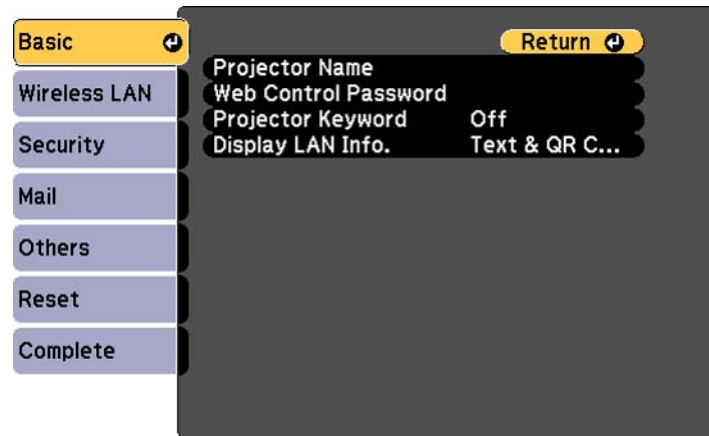 Basic
Wireless LAN
Security
Mail
Others
Reset
Complete
Return
Projector Name
Web Control Password
Projector Keyword Off
Display LAN Info. Text & QR C...